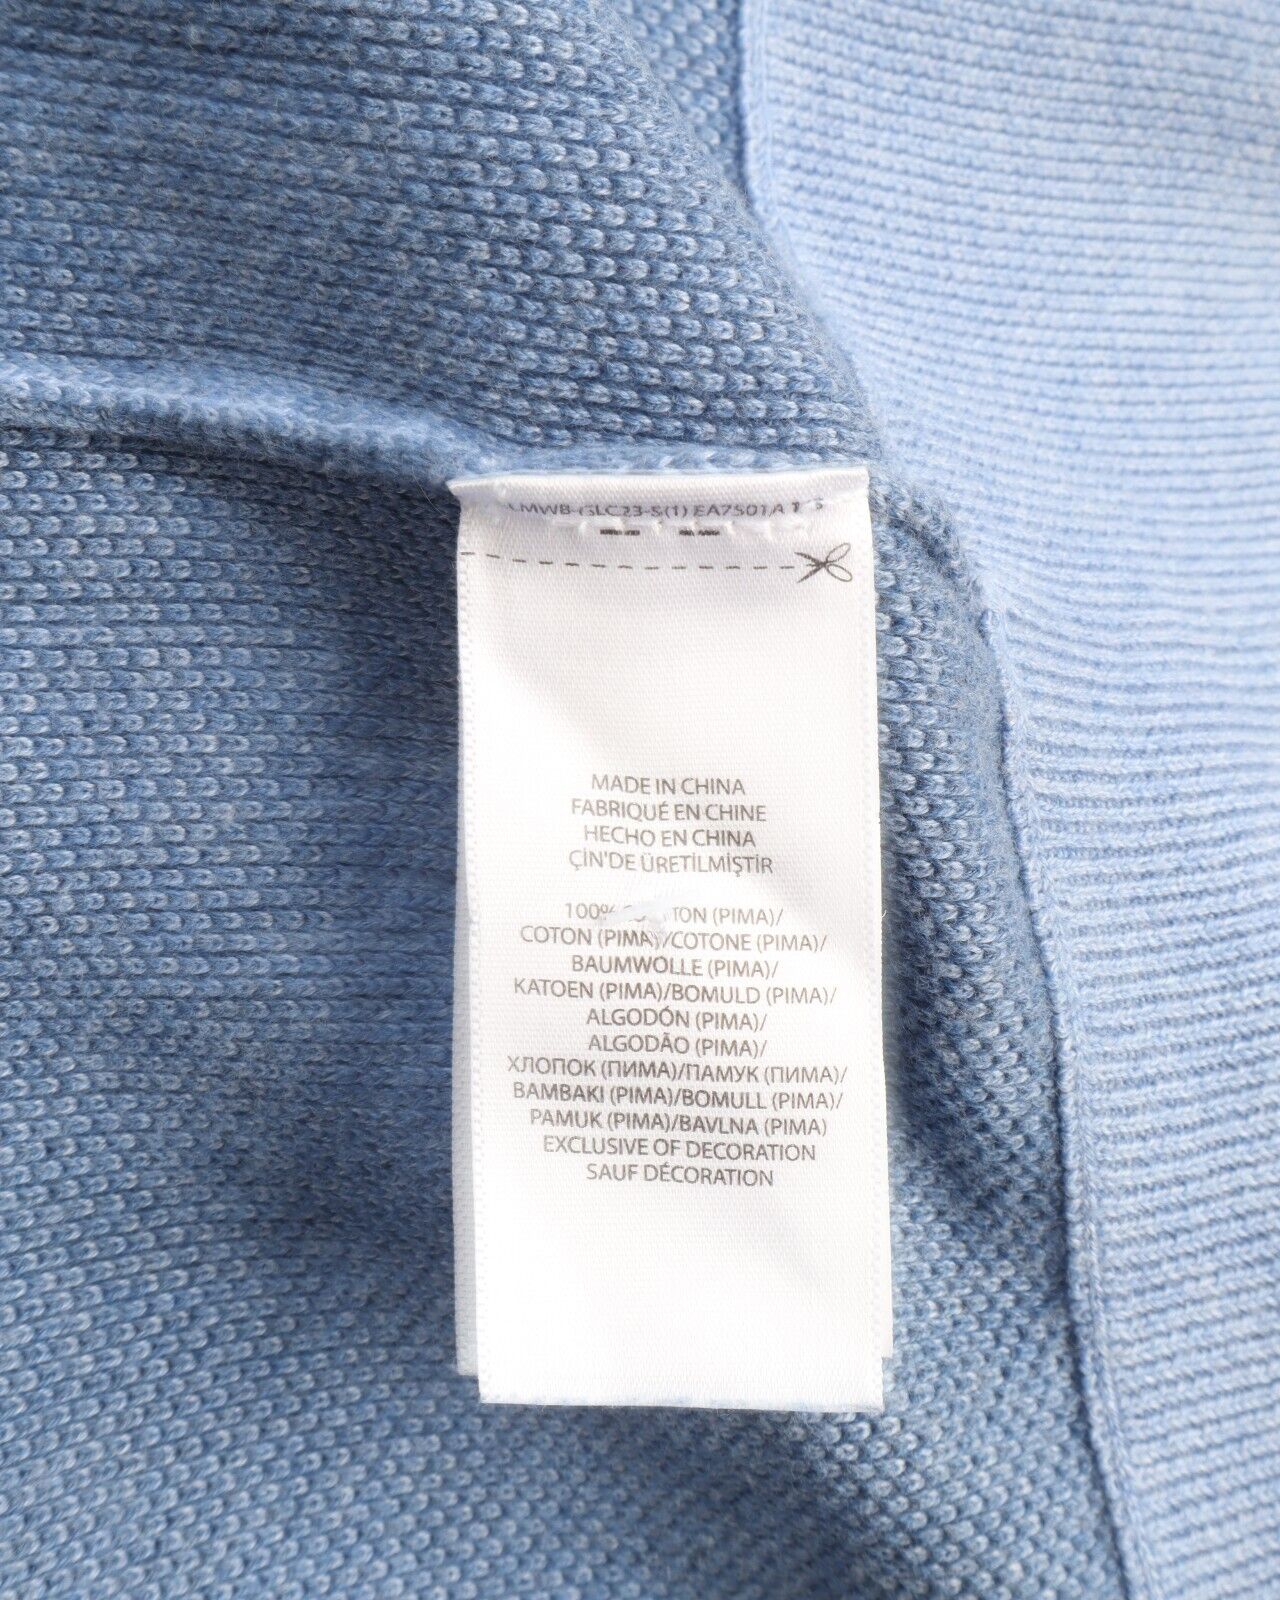 MADE IN CHINA
FABRIQUÉ EN CHINE
HECHO EN CHINA
ÇİN'DE ÜRETİLMİŞTİR
100% (PIMA)/
COTON (PIMA)/COTONE (PIMA)/
BAUMWOLLE (PIMA)/
KATOEN (PIMA)/BOMULD (PIMA)/
ALGODÓN (PIMA)/
ALGODÃO (PIMA)/
ХЛОПОК (ПИМА)/ПАМУК (ПИМА)/
BAMBAKI (PIMA)/BOMULL (PIMA)/
PAMUK (PIMA)/BAVLNA (PIMA)
EXCLUSIVE OF DECORATION
SAUF DÉCORATION